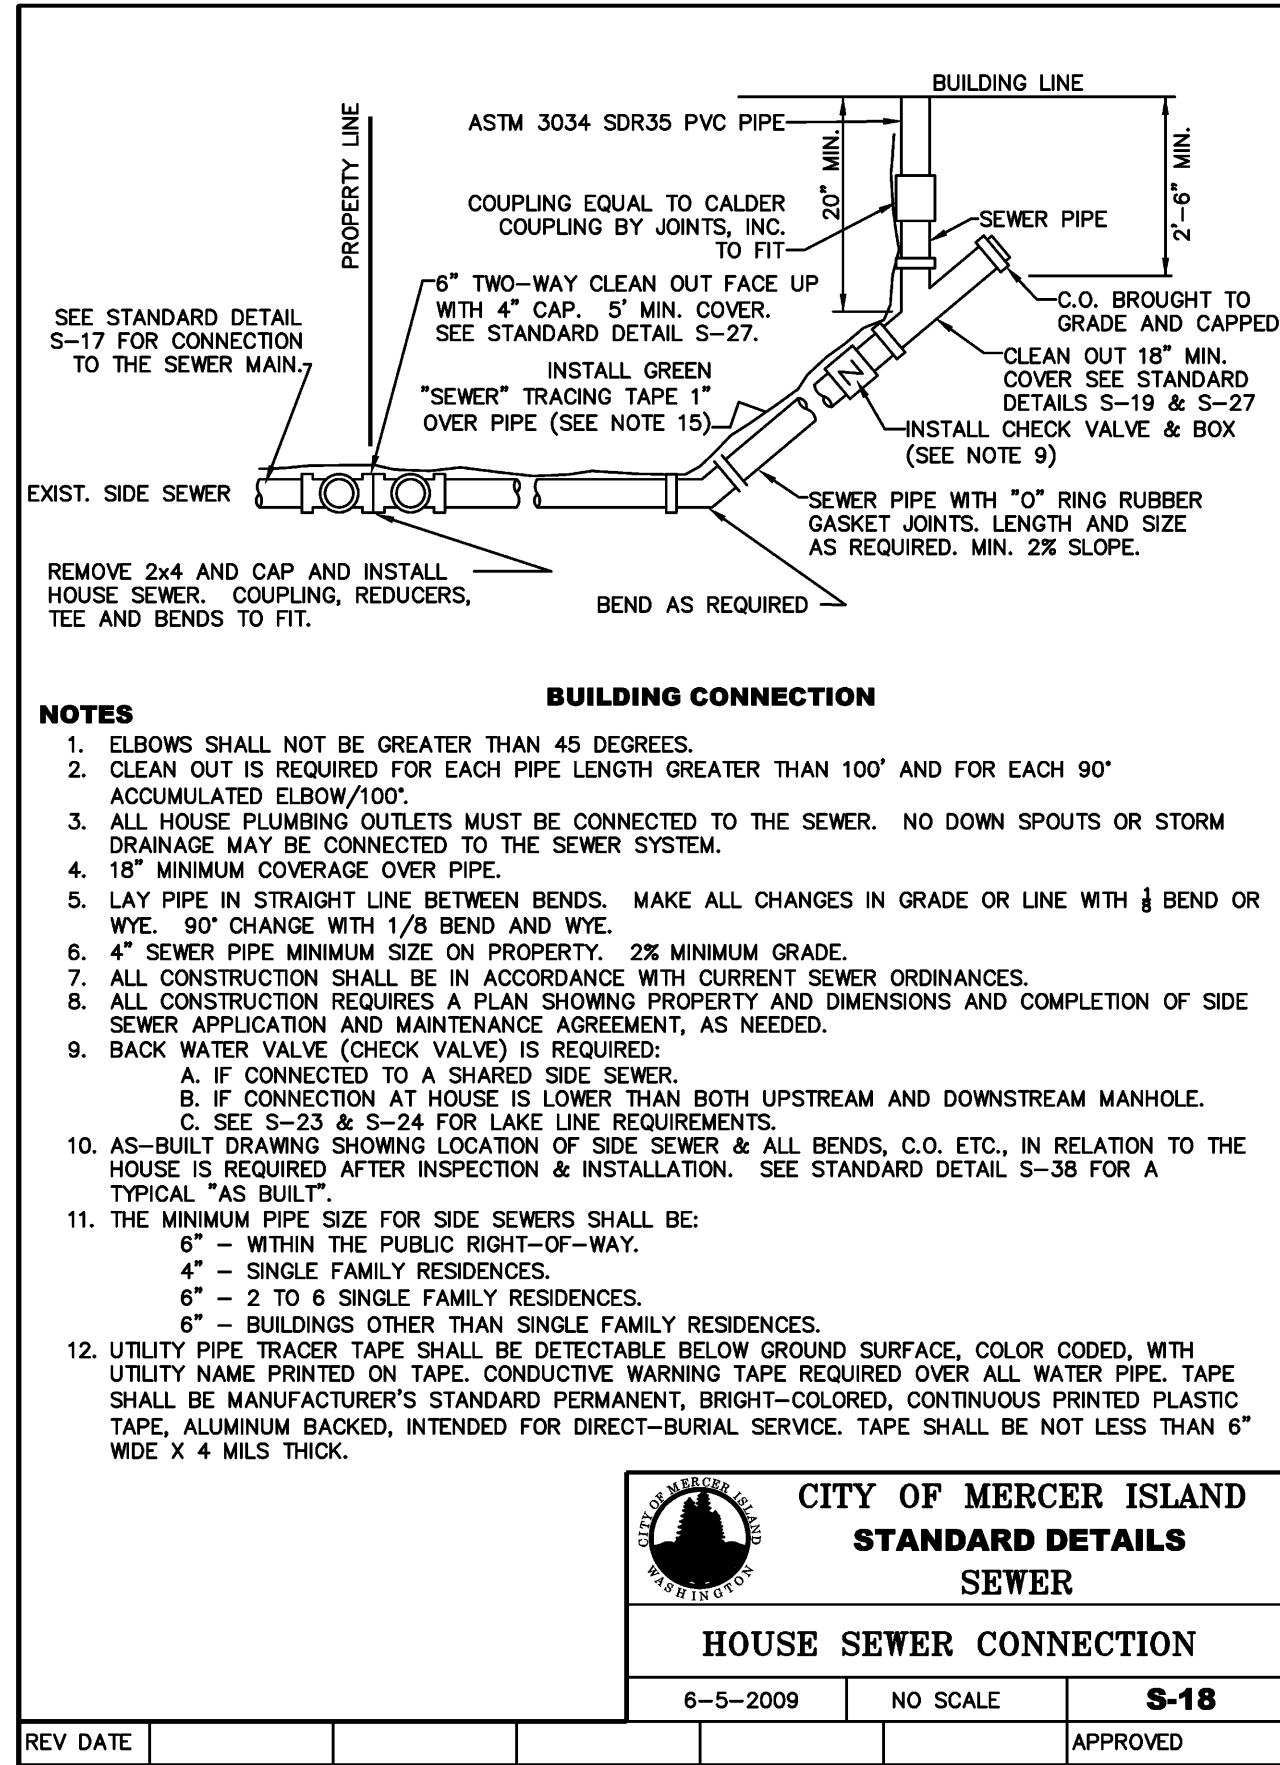 BUILDING LINE
PROPERTY LINE
ASTM 3034 SDR35 PVC PIPE
20" MIN.
2'-6" MIN.
COUPLING EQUAL TO CALDER
COUPLING BY JOINTS, INC.
TO FIT
SEWER PIPE
6" TWO-WAY CLEAN OUT FACE UP
WITH 4" CAP. 5' MIN. COVER.
SEE STANDARD DETAIL S-27.
C.O. BROUGHT TO
GRADE AND CAPPED
SEE STANDARD DETAIL
S-17 FOR CONNECTION
TO THE SEWER MAIN.
INSTALL GREEN
"SEWER" TRACING TAPE 1"
OVER PIPE (SEE NOTE 15)
CLEAN OUT 18" MIN.
COVER SEE STANDARD
DETAILS S-19 & S-27
N
INSTALL CHECK VALVE & BOX
(SEE NOTE 9)
EXIST. SIDE SEWER
SEWER PIPE WITH "O" RING RUBBER
GASKET JOINTS. LENGTH AND SIZE
AS REQUIRED. MIN. 2% SLOPE.
REMOVE 2x4 AND CAP AND INSTALL
HOUSE SEWER. COUPLING, REDUCERS,
TEE AND BENDS TO FIT.
BEND AS REQUIRED
BUILDING CONNECTION
NOTES
1. ELBOWS SHALL NOT BE GREATER THAN 45 DEGREES.
2. CLEAN OUT IS REQUIRED FOR EACH PIPE LENGTH GREATER THAN 100' AND FOR EACH 90°
ACCUMULATED ELBOW/100°.
3. ALL HOUSE PLUMBING OUTLETS MUST BE CONNECTED TO THE SEWER. NO DOWN SPOUTS OR STORM
DRAINAGE MAY BE CONNECTED TO THE SEWER SYSTEM.
4. 18" MINIMUM COVERAGE OVER PIPE.
5. LAY PIPE IN STRAIGHT LINE BETWEEN BENDS. MAKE ALL CHANGES IN GRADE OR LINE WITH 1/8 BEND OR
WYE. 90° CHANGE WITH 1/8 BEND AND WYE.
6. 4" SEWER PIPE MINIMUM SIZE ON PROPERTY. 2% MINIMUM GRADE.
7. ALL CONSTRUCTION SHALL BE IN ACCORDANCE WITH CURRENT SEWER ORDINANCES.
8. ALL CONSTRUCTION REQUIRES A PLAN SHOWING PROPERTY AND DIMENSIONS AND COMPLETION OF SIDE
SEWER APPLICATION AND MAINTENANCE AGREEMENT, AS NEEDED.
9. BACK WATER VALVE (CHECK VALVE) IS REQUIRED:
A. IF CONNECTED TO A SHARED SIDE SEWER.
B. IF CONNECTION AT HOUSE IS LOWER THAN BOTH UPSTREAM AND DOWNSTREAM MANHOLE.
C. SEE S-23 & S-24 FOR LAKE LINE REQUIREMENTS.
10. AS-BUILT DRAWING SHOWING LOCATION OF SIDE SEWER & ALL BENDS, C.O. ETC., IN RELATION TO THE
HOUSE IS REQUIRED AFTER INSPECTION & INSTALLATION. SEE STANDARD DETAIL S-38 FOR A
TYPICAL "AS BUILT".
11. THE MINIMUM PIPE SIZE FOR SIDE SEWERS SHALL BE:
6" - WITHIN THE PUBLIC RIGHT-OF-WAY.
4" - SINGLE FAMILY RESIDENCES.
6" - 2 TO 6 SINGLE FAMILY RESIDENCES.
6" - BUILDINGS OTHER THAN SINGLE FAMILY RESIDENCES.
12. UTILITY PIPE TRACER TAPE SHALL BE DETECTABLE BELOW GROUND SURFACE, COLOR CODED, WITH
UTILITY NAME PRINTED ON TAPE. CONDUCTIVE WARNING TAPE REQUIRED OVER ALL WATER PIPE. TAPE
SHALL BE MANUFACTURER'S STANDARD PERMANENT, BRIGHT-COLORED, CONTINUOUS PRINTED PLASTIC
TAPE, ALUMINUM BACKED, INTENDED FOR DIRECT-BURIAL SERVICE. TAPE SHALL BE NOT LESS THAN 6"
WIDE X 4 MILS THICK.
CITY OF MERCER ISLAND
WASHINGTON
CITY OF MERCER ISLAND
STANDARD DETAILS
SEWER
HOUSE SEWER CONNECTION
6-5-2009 NO SCALE S-18
REV DATE APPROVED